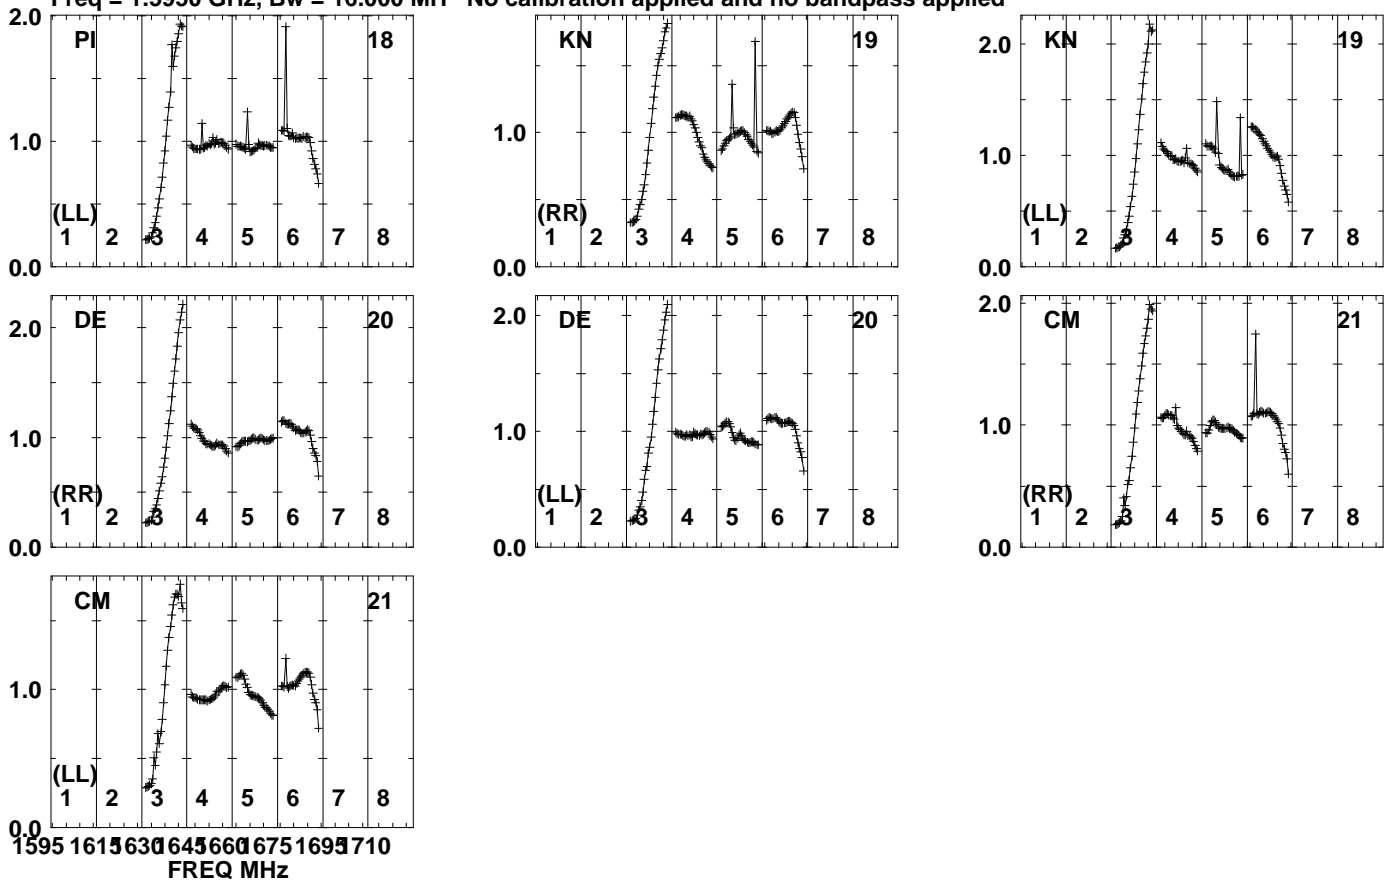 Freq = 1.5950 GHz, Bw = 16.000 MH No calibration applied and no bandpass applied
2.0 PI 18 KN 19 KN 19
2.0
1.0 1.0 1.0
(LL) (RR) (LL)
1 2 3 4 5 6 7 8 1 2 3 4 5 6 7 8 1 2 3 4 5 6 7 8
0.0 0.0 0.0
DE 20 DE 20 CM 21
2.0 2.0 2.0
1.0 1.0 1.0
(RR) (LL) (RR)
1 2 3 4 5 6 7 8 1 2 3 4 5 6 7 8 1 2 3 4 5 6 7 8
0.0 0.0 0.0
CM 21
1.0
(LL)
1 2 3 4 5 6 7 8
0.0
1595 1615 1630 1645 1660 1675 1695 1710
FREQ MHz